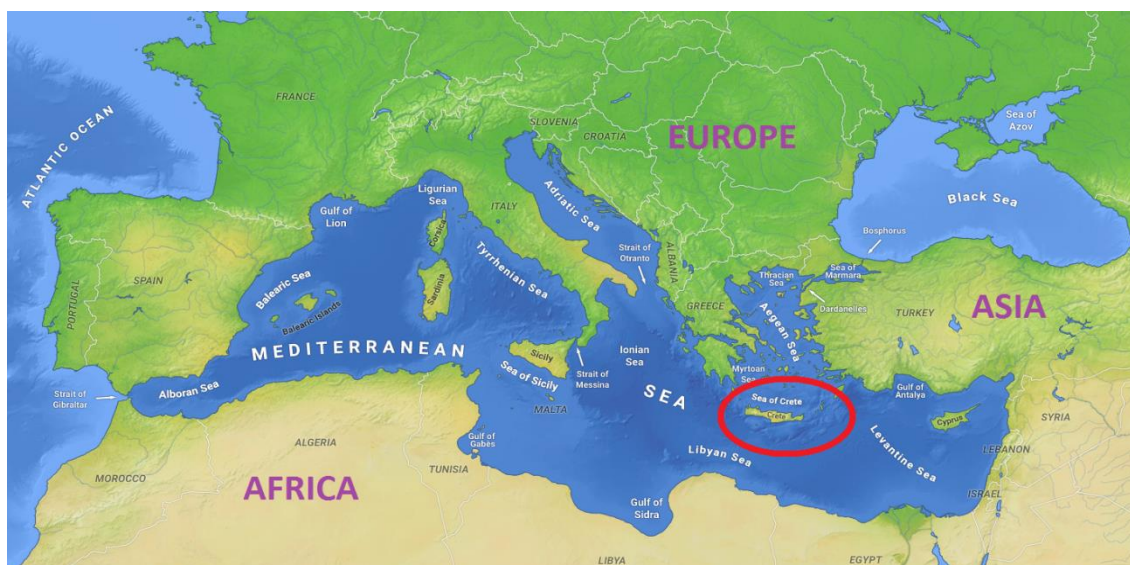 ATLANTIC OCEAN
FRANCE
SLOVENIA
CROATIA
EUROPE
Sea of
Azov
Black Sea
Bosphorus
Ligurian
Sea
Gulf of
Lion
Corsica
ITALY
Adriatic Sea
Strait of
Otranto
ALBANIA
Thracian
Sea
Sea of
Marmara
Dardanelles
ASIA
TURKEY
PORTUGAL
SPAIN
Balearic Sea
Balearic Islands
Sardinia
Tyrrhenian Sea
GREECE
Aegean Sea
MEDITERRANEAN
SEA
Ionian
Sea
Myrtoan
Sea
Sicily
Sea of Sicily
Strait of
Messina
MALTA
Strait of
Gibraltar
Alboran Sea
Sea of Crete
Crete
Gulf of
Antalya
Cyprus
SYRIA
LEBANON
Levantine Sea
ISRAEL
Libyan Sea
Gulf of
Gabès
ALGERIA
TUNISIA
MOROCCO
AFRICA
Gulf of
Sidra
LIBYA
EGYPT